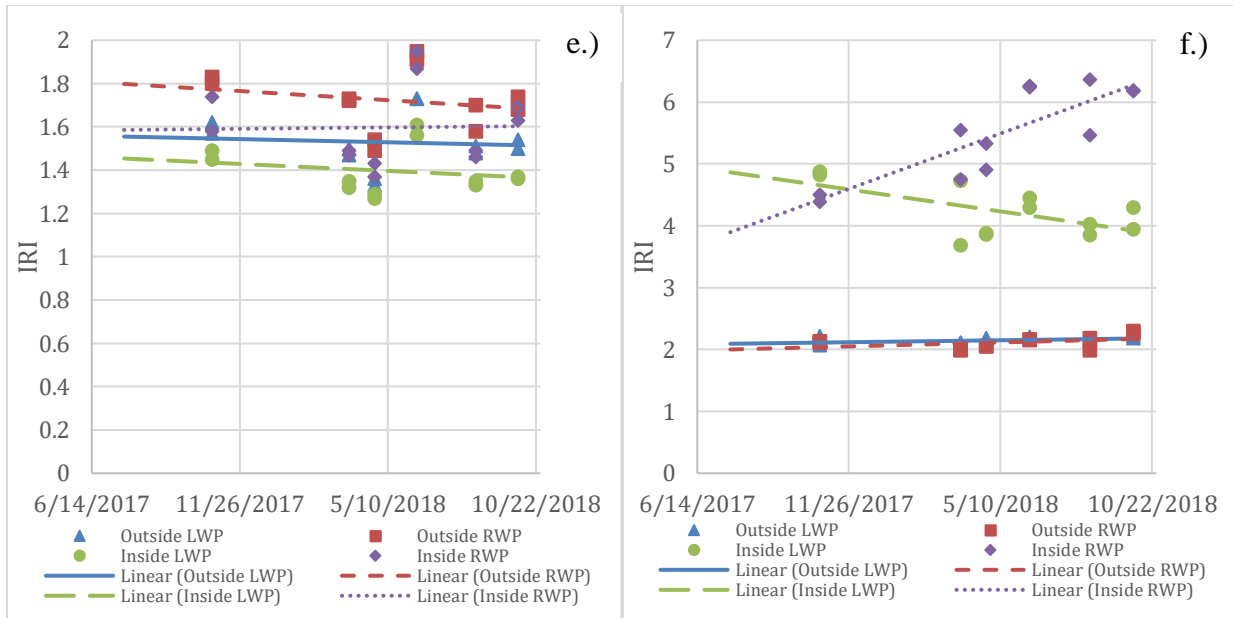 e.)
2
1.8
1.6
1.4
1.2
1
0.8
0.6
0.4
0.2
0
IRI
6/14/2017 11/26/2017 5/10/2018 10/22/2018
Outside LWP Outside RWP
Inside LWP Inside RWP
Linear (Outside LWP) Linear (Outside RWP)
Linear (Inside LWP) Linear (Inside RWP)
f.)
7
6
5
4
3
2
1
0
IRI
6/14/2017 11/26/2017 5/10/2018 10/22/2018
Outside LWP Outside RWP
Inside LWP Inside RWP
Linear (Outside LWP) Linear (Outside RWP)
Linear (Inside LWP) Linear (Inside RWP)